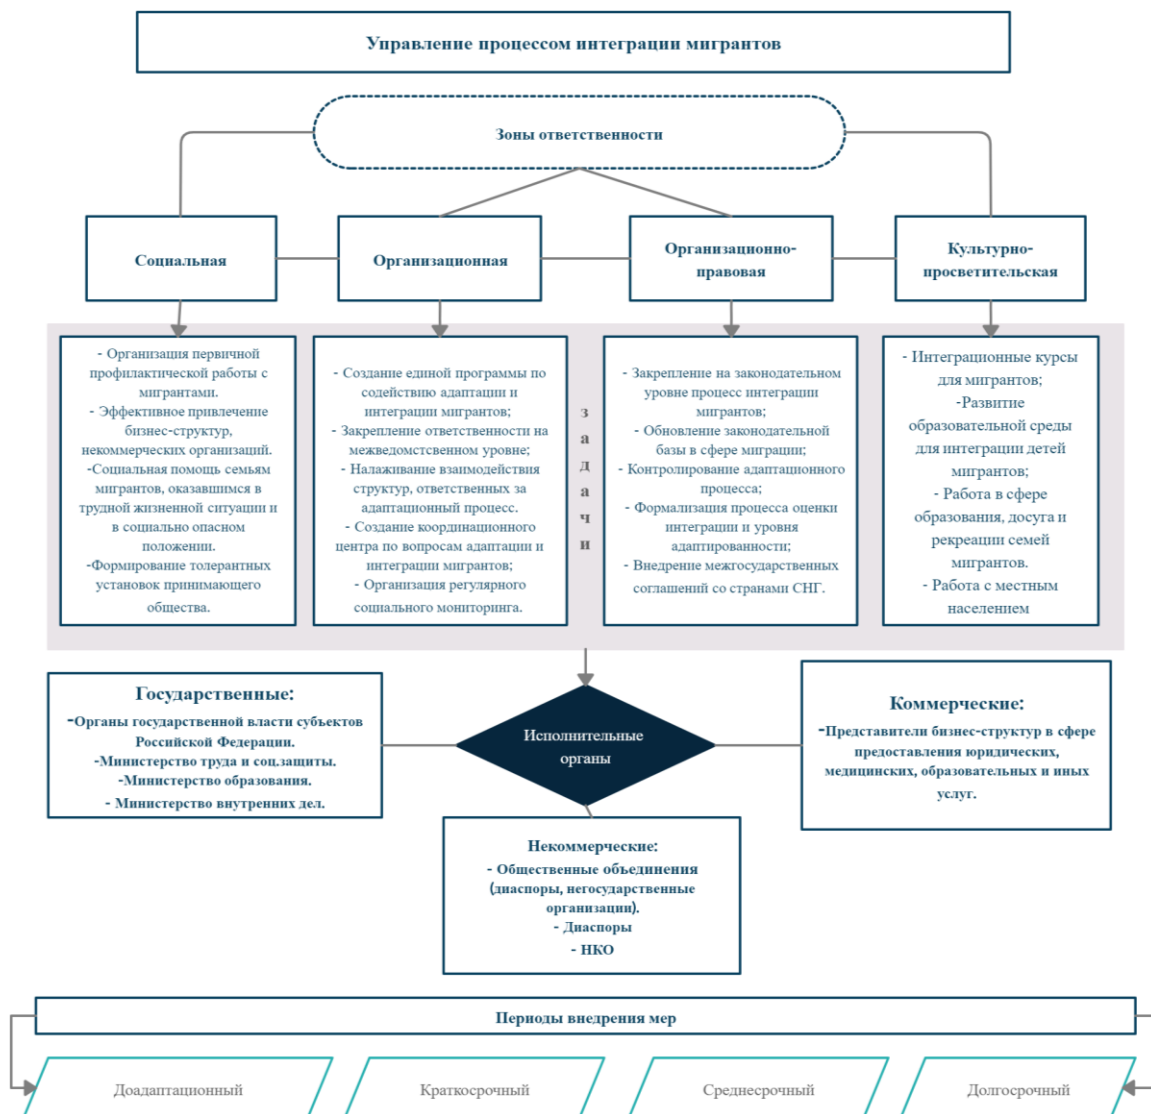 Управление процессом интеграции мигрантов
Зоны ответственности
Социальная
Организационная
Организационно-
правовая
Культурно-
просветительская
- Организация первичной
профилактической работы с
мигрантами.
- Эффективное привлечение
бизнес-структур,
некоммерческих организаций.
-Социальная помощь семьям
мигрантов, оказавшимся в
трудной жизненной ситуации и
в социально опасном
положении.
-Формирование толерантных
установок принимающего
общества.
- Создание единой программы по
содействию адаптации и
интеграции мигрантов;
- Закрепление ответственности на
межведомственном уровне;
- Налаживание взаимодействия
структур, ответственных за
адаптационный процесс.
- Создание координационного
центра по вопросам адаптации и
интеграции мигрантов;
- Организация регулярного
социального мониторинга.
з
а
д
а
ч
и
- Закрепление на законодательном
уровне процесс интеграции
мигрантов;
- Обновление законодательной
базы в сфере миграции;
- Контролирование адаптационного
процесса;
- Формализация процесса оценки
интеграции и уровня
адаптированности;
- Внедрение межгосударственных
соглашений со странами СНГ.
- Интеграционные курсы
для мигрантов;
-Развитие
образовательной среды
для интеграции детей
мигрантов;
- Работа в сфере
образования, досуга и
рекреации семей
мигрантов.
- Работа с местным
населением
Государственные:
-Органы государственной власти субъектов
Российской Федерации.
-Министерство труда и соц.защиты.
-Министерство образования.
- Министерство внутренних дел.
Исполнительные
органы
Коммерческие:
-Представители бизнес-структур в сфере
предоставления юридических,
медицинских, образовательных и иных
услуг.
Некоммерческие:
- Общественные объединения
(диаспоры, негосударственные
организации).
- Диаспоры
- НКО
Периоды внедрения мер
Доадаптационный
Краткосрочный
Среднесрочный
Долгосрочный